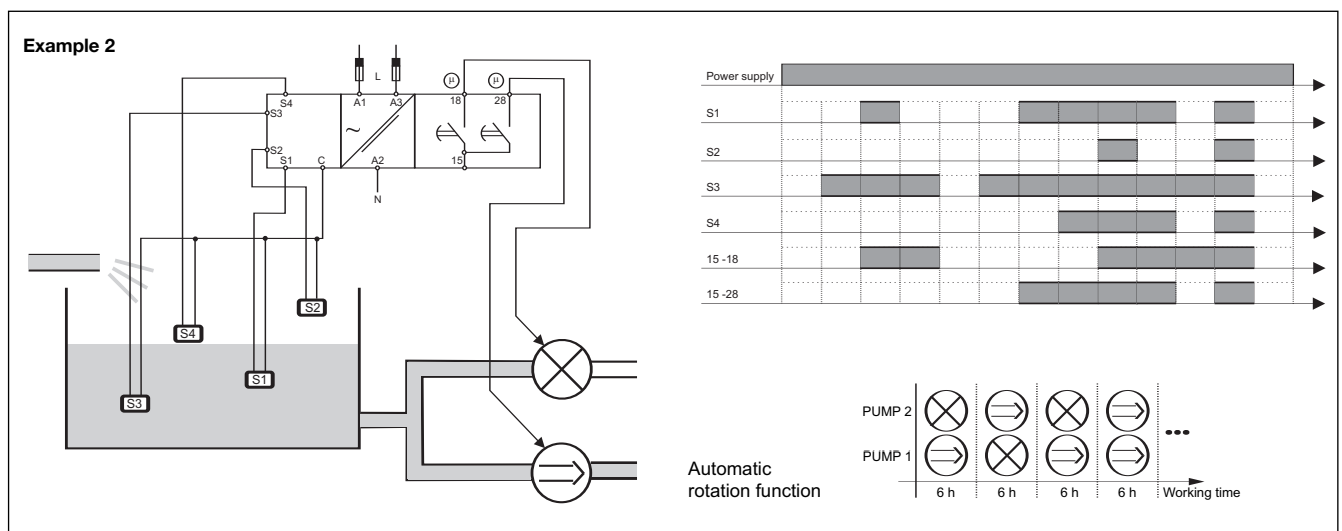 Example 2
L
µ µ
S4 A1 A3 18 28
S3
~
S2
S1 C A2 15
N
S2
S4
S1
S3
Power supply
S1
S2
S3
S4
15 -18
15 -28
PUMP 2
PUMP 1
...
Automatic
rotation function
6 h 6 h 6 h 6 h Working time